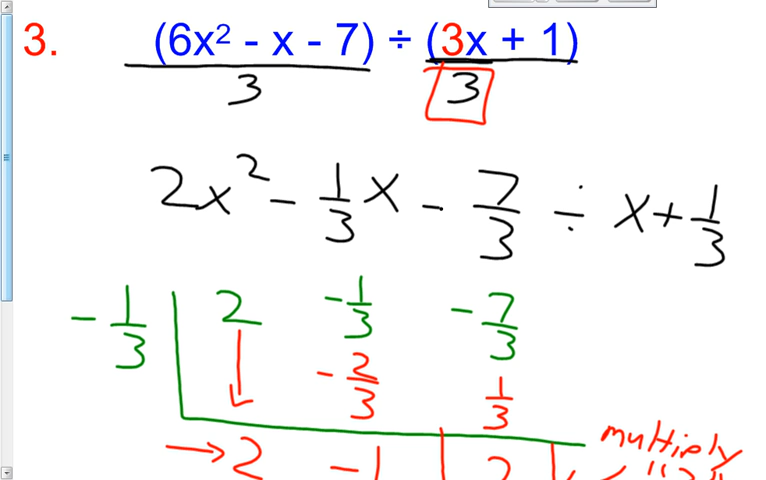 3. (6x² - x - 7) ÷ (3x + 1)
3 3
2x² - 1/3 x - 7/3 ÷ x + 1/3
- 1/3 2 - 1/3 - 7/3
- 2/3 1/3
→ 2 -1 multiply